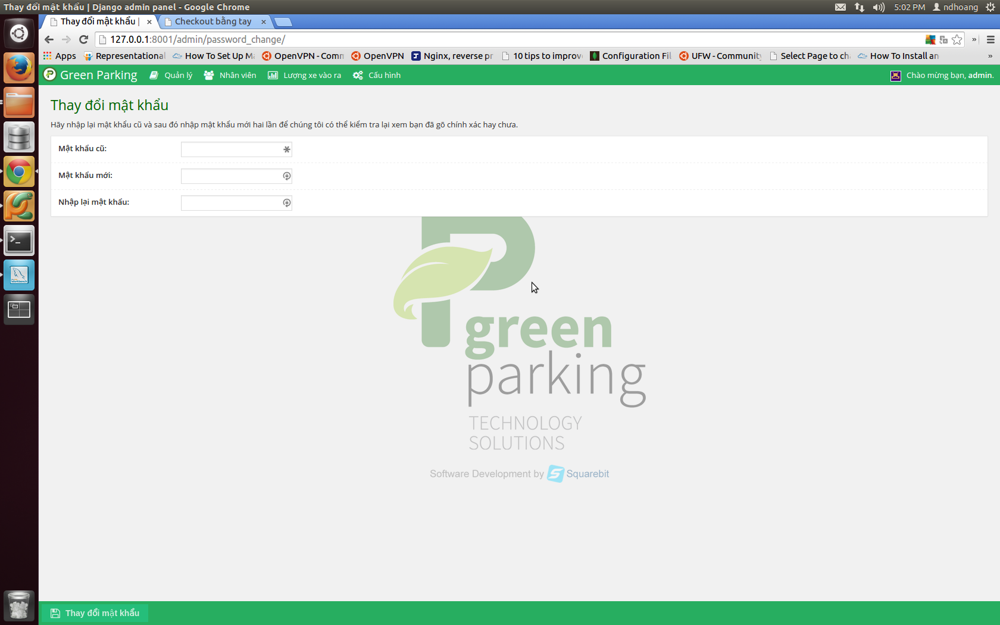 Thay đổi mật khẩu | Django admin panel - Google Chrome
5:02 PM ndhoang
Thay đổi mật khẩu |
Checkout bằng tay
127.0.0.1:8001/admin/password_change/
Apps Representational How To Set Up OpenVPN - Comm OpenVPN Nginx, reverse pr 10 tips to improv Configuration Fil UFW - Community Select Page to ch How To Install an
Green Parking Quản lý Nhân viên Lượng xe vào ra Cấu hình Chào mừng bạn, admin.
Thay đổi mật khẩu
Hãy nhập lại mật khẩu cũ và sau đó nhập mật khẩu mới hai lần để chúng tôi có thể kiểm tra lại xem bạn đã gõ chính xác hay chưa.
Mật khẩu cũ:
Mật khẩu mới:
Nhập lại mật khẩu:
green
parking
TECHNOLOGY
SOLUTIONS
Software Development by Squarebit
Thay đổi mật khẩu